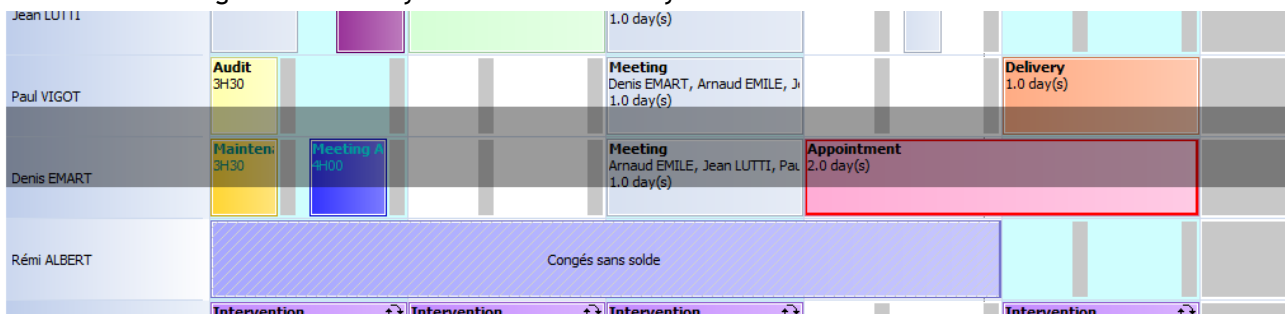 Jean LUTTI
1.0 day(s)
Paul VIGOT
Audit
3H30
Meeting
Denis EMART, Arnaud EMILE, J
1.0 day(s)
Delivery
1.0 day(s)
Denis EMART
Mainten
3H30
Meeting A
4H00
Meeting
Arnaud EMILE, Jean LUTTI, Pau
1.0 day(s)
Appointment
2.0 day(s)
Rémi ALBERT
Congés sans solde
Intervention
Intervention
Intervention
Intervention